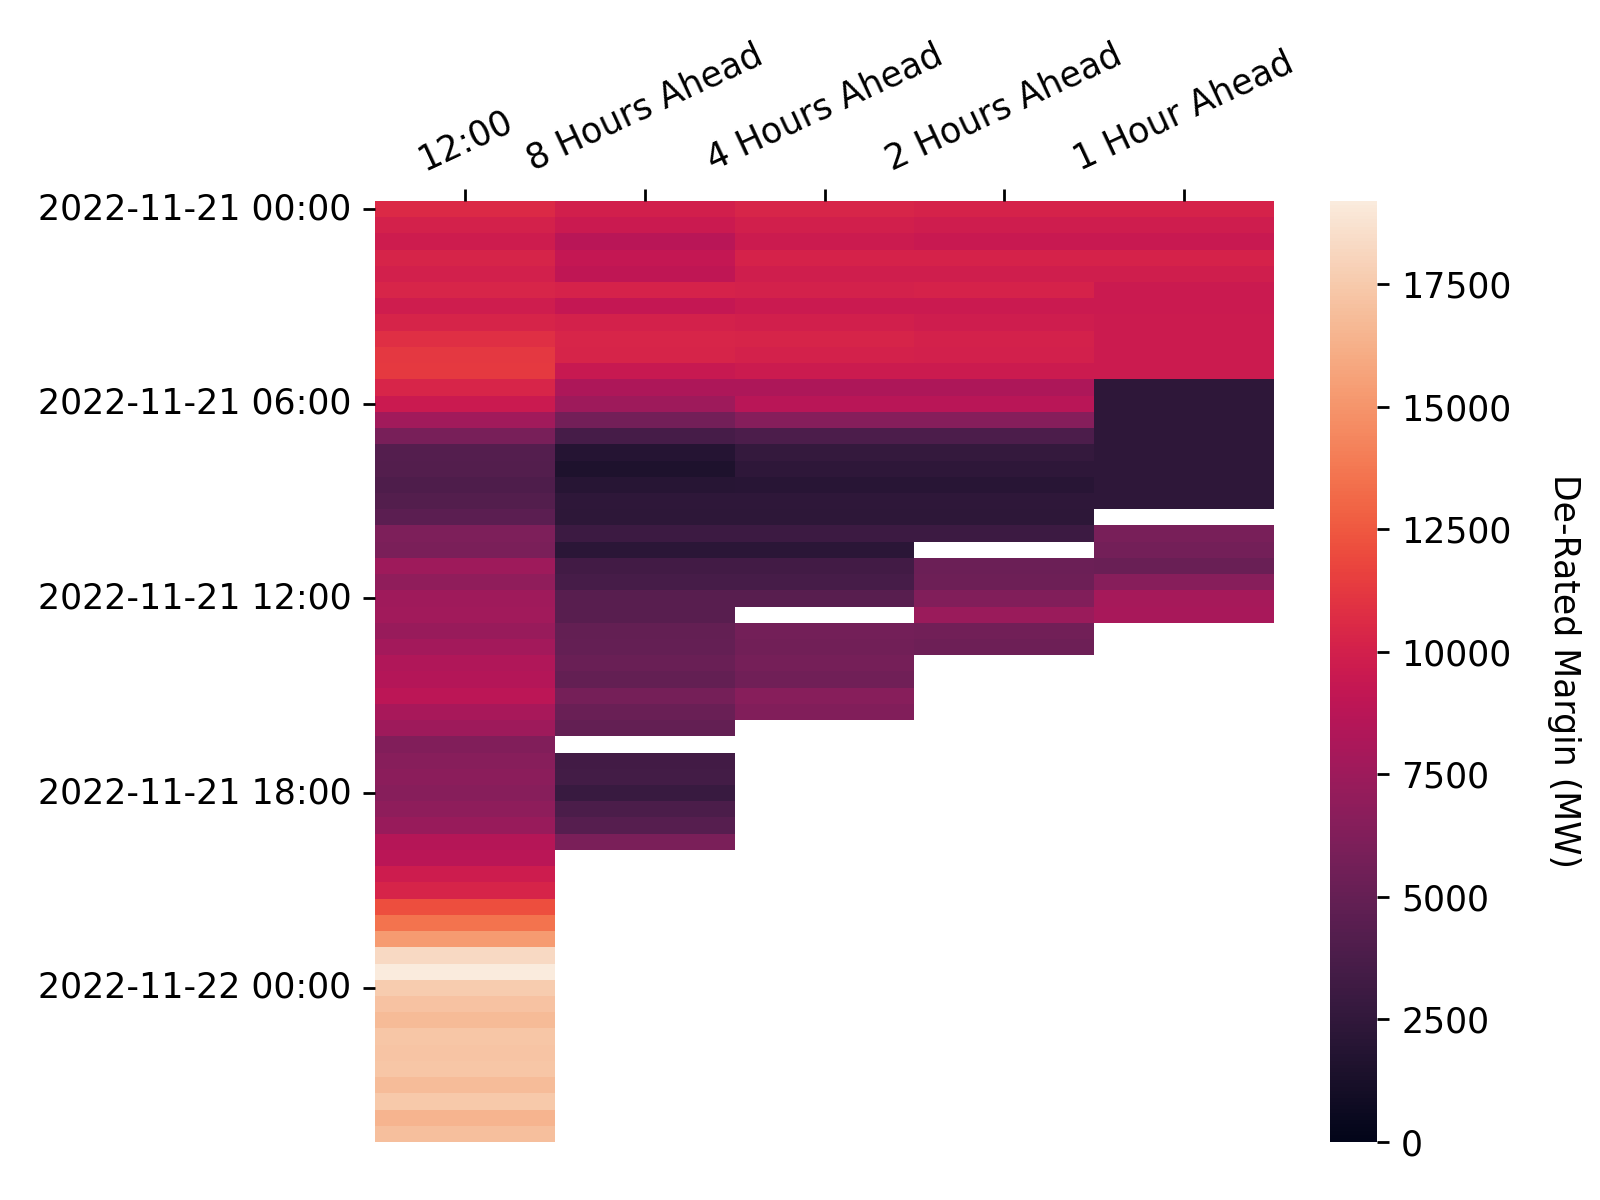 12:00
8 Hours Ahead
4 Hours Ahead
2 Hours Ahead
1 Hour Ahead
2022-11-21 00:00
2022-11-21 06:00
2022-11-21 12:00
2022-11-21 18:00
2022-11-22 00:00
17500
15000
12500
10000
7500
5000
2500
0
De-Rated Margin (MW)